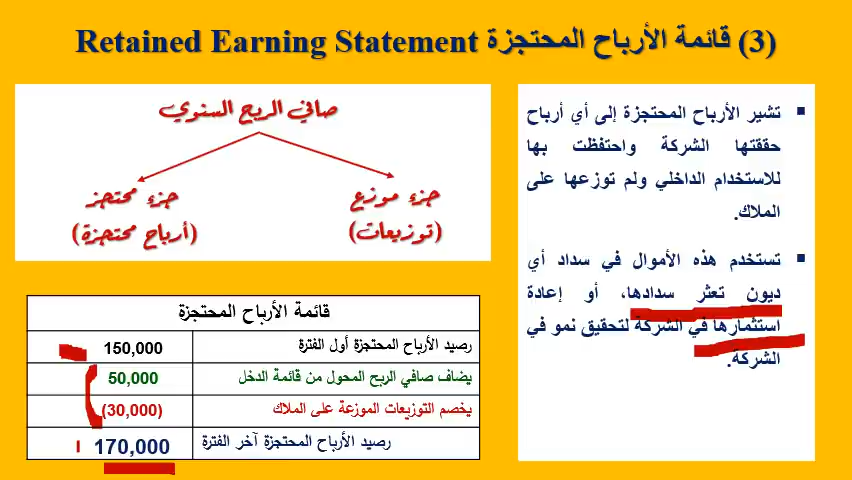 (3) قائمة الأرباح المحتجزة Retained Earning Statement
تشير الأرباح المحتجزة إلى أي أرباح
حققتها الشركة واحتفظت بها
للاستخدام الداخلي ولم توزعها على
الملاك.
تستخدم هذه الأموال في سداد أي
ديون تعثر سدادها، أو إعادة
استثمارها في الشركة لتحقيق نمو في
الشركة.
صافي الربح السنوي
جزء موزع
(توزيعات)
جزء محتجز
(أرباح محتجزة)
قائمة الأرباح المحتجزة
رصيد الأرباح المحتجزة أول الفترة 150,000
يضاف صافي الربح المحول من قائمة الدخل 50,000
يخصم التوزيعات الموزعة على الملاك (30,000)
رصيد الأرباح المحتجزة آخر الفترة 170,000